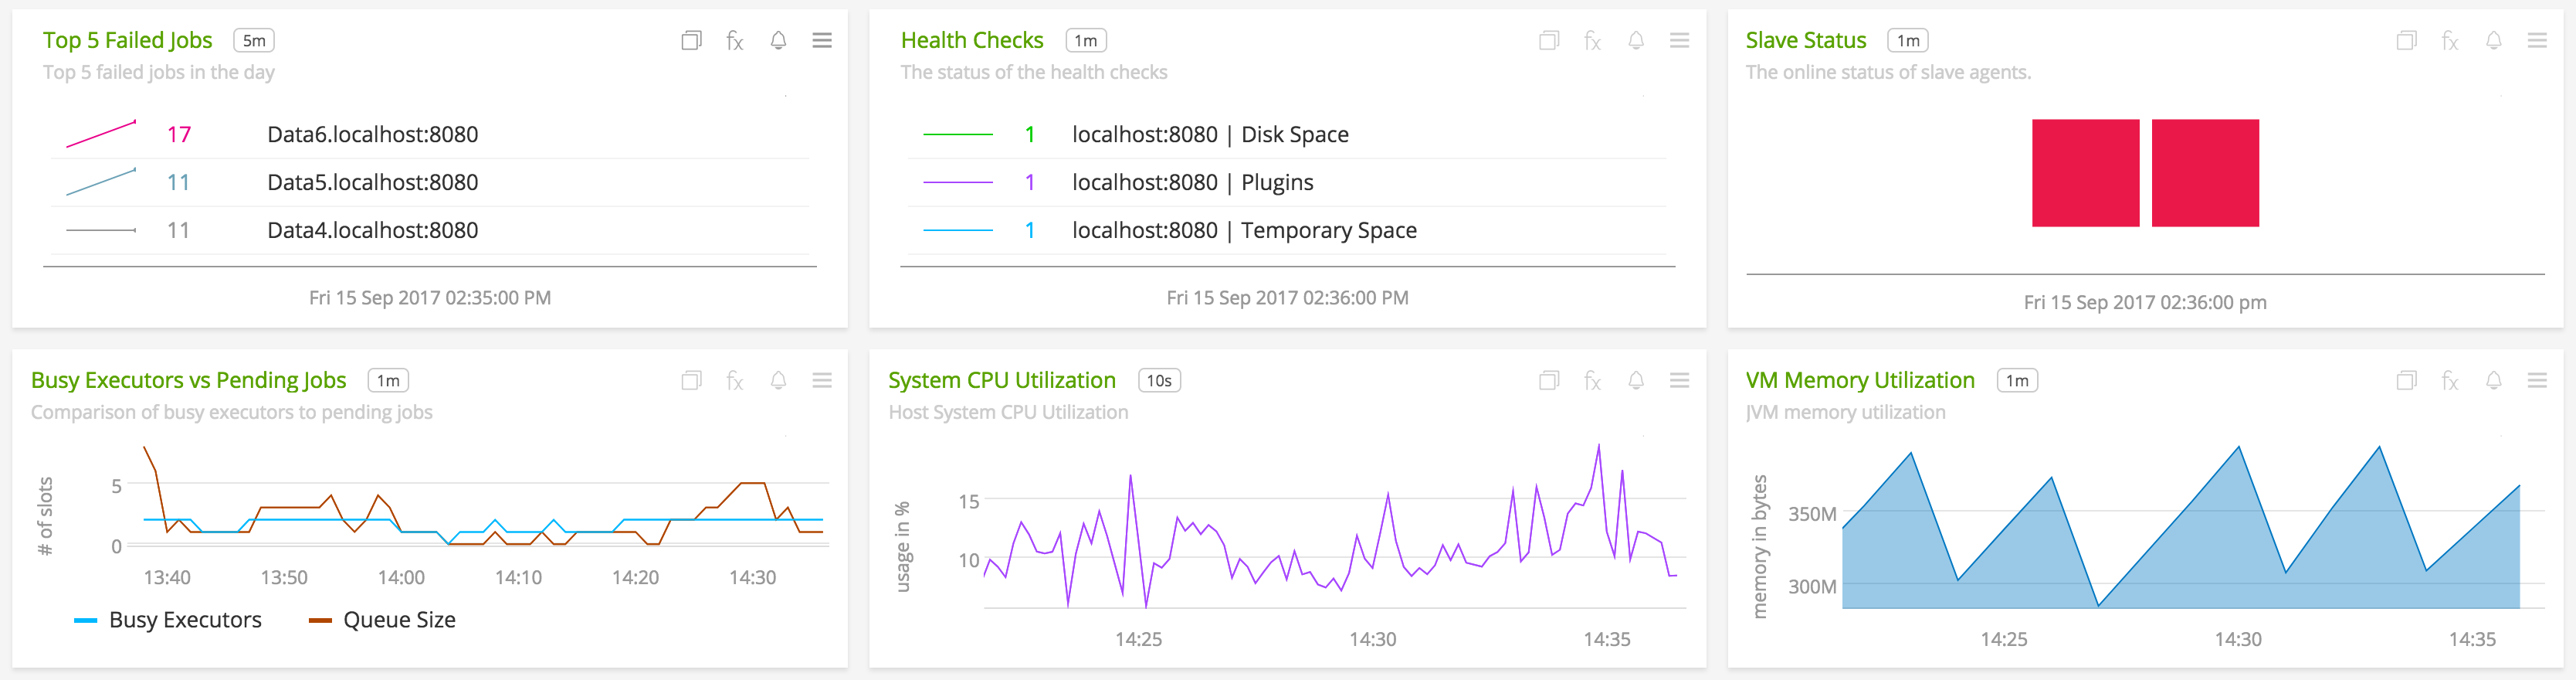 Top 5 Failed Jobs 5m fx
Top 5 failed jobs in the day
17 Data6.localhost:8080
11 Data5.localhost:8080
11 Data4.localhost:8080
Fri 15 Sep 2017 02:35:00 PM
Health Checks 1m fx
The status of the health checks
1 localhost:8080 | Disk Space
1 localhost:8080 | Plugins
1 localhost:8080 | Temporary Space
Fri 15 Sep 2017 02:36:00 PM
Slave Status 1m fx
The online status of slave agents.
Fri 15 Sep 2017 02:36:00 pm
Busy Executors vs Pending Jobs 1m fx
Comparison of busy executors to pending jobs
# of slots
5
0
13:40 13:50 14:00 14:10 14:20 14:30
Busy Executors Queue Size
System CPU Utilization 10s fx
Host System CPU Utilization
usage in %
15
10
14:25 14:30 14:35
VM Memory Utilization 1m fx
JVM memory utilization
memory in bytes
350M
300M
14:25 14:30 14:35